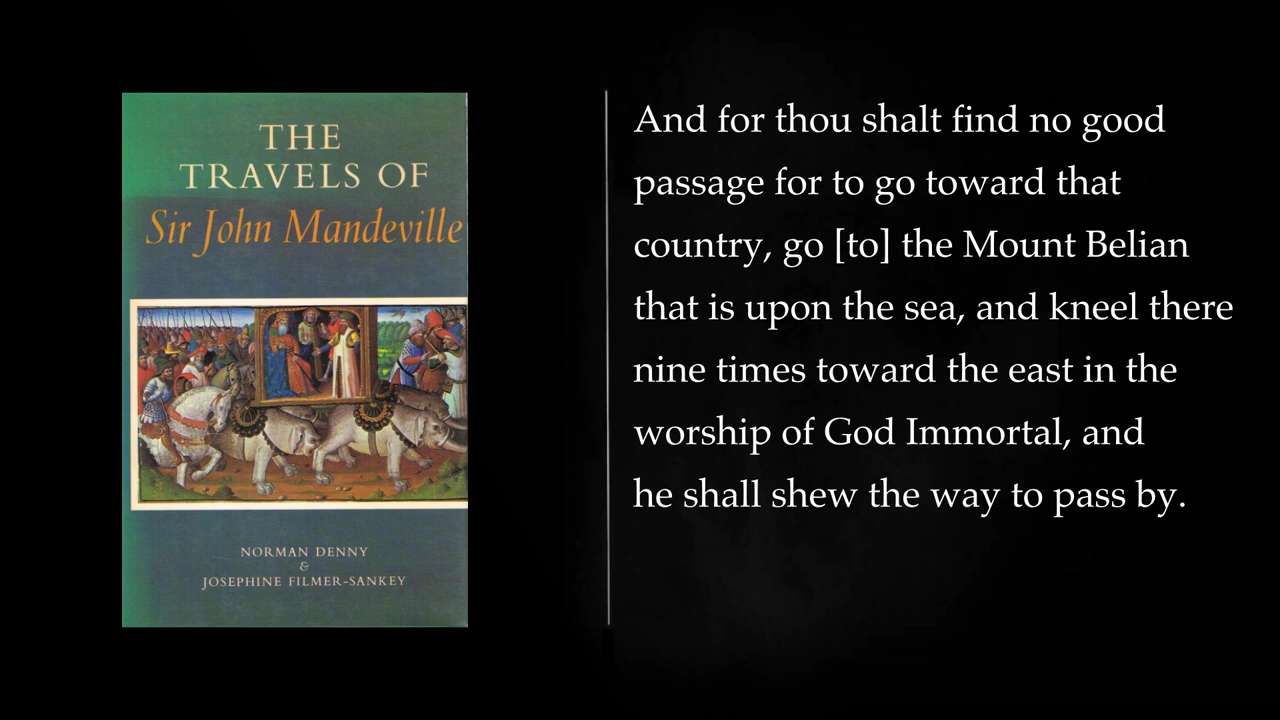 THE
TRAVELS OF
Sir John Mandeville
NORMAN DENNY
&
JOSEPHINE FILMER-SANKEY
And for thou shalt find no good
passage for to go toward that
country, go [to] the Mount Belian
that is upon the sea, and kneel there
nine times toward the east in the
worship of God Immortal, and
he shall shew the way to pass by.